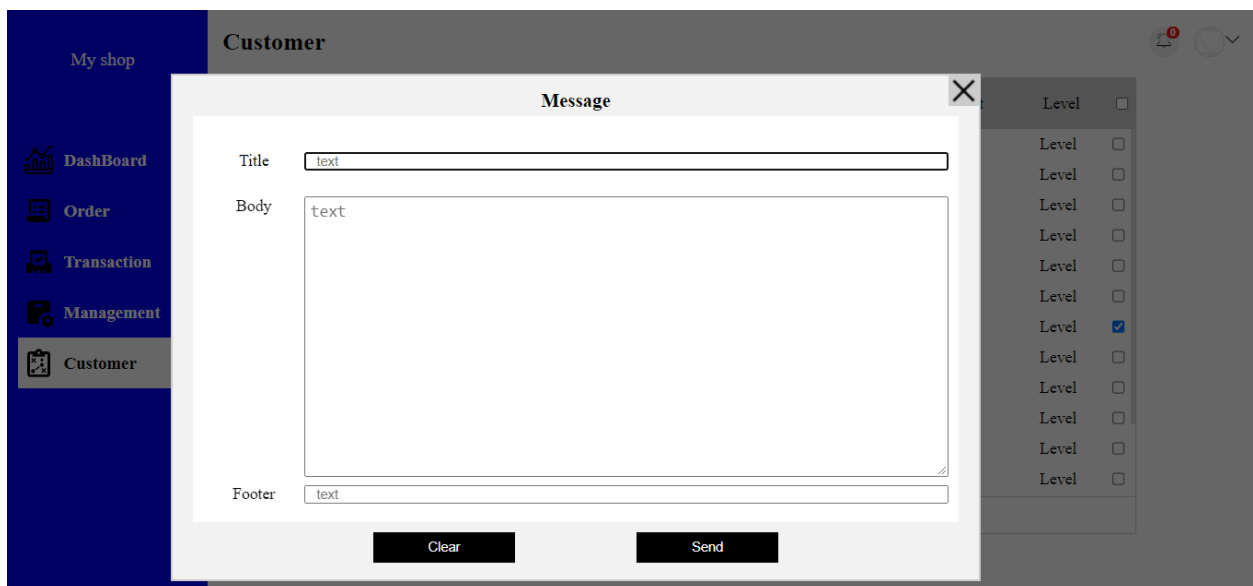 My shop
Customer
0
Message
Level
Title
text
DashBoard
Level
Level
Body
text
Order
Level
Level
Transaction
Level
Level
Management
Level
Customer
Level
Level
Level
Level
Level
Footer
text
Clear
Send